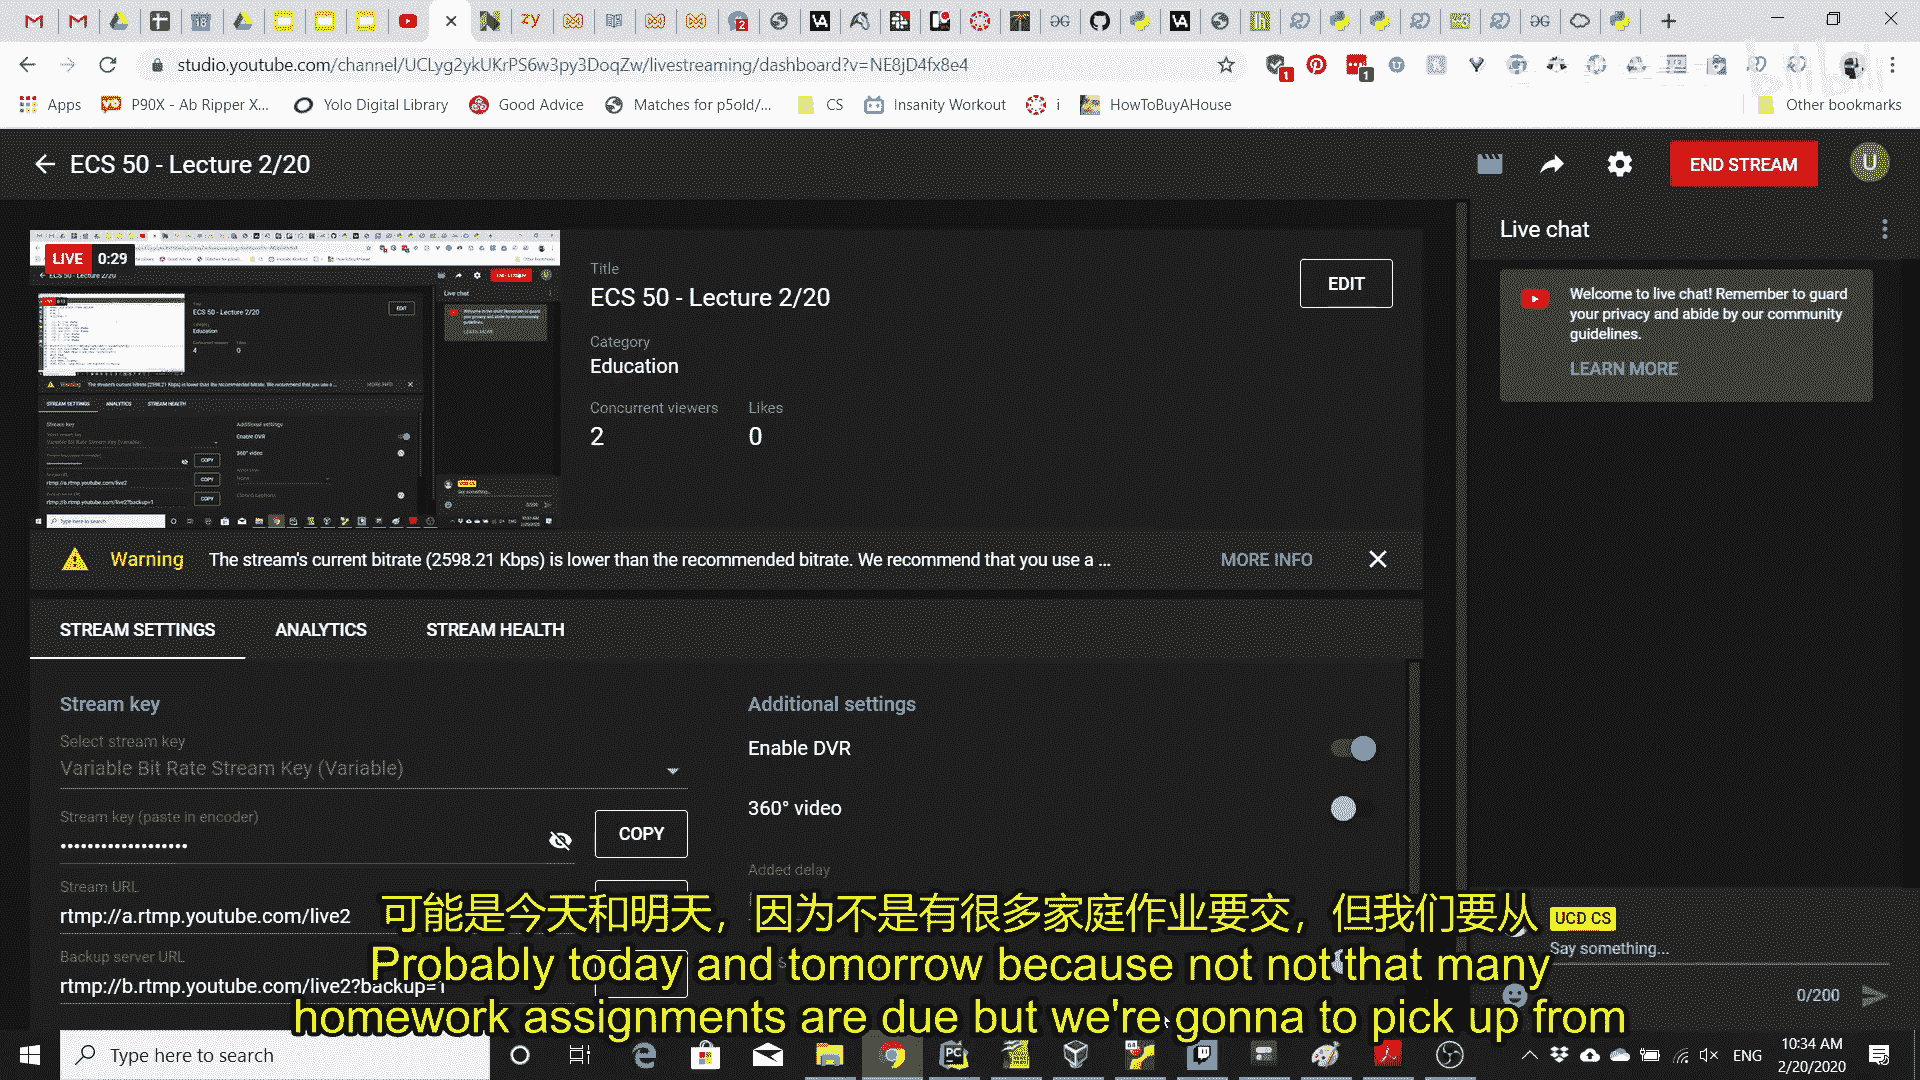 studio.youtube.com/channel/UCLyg2ykUKrPS6w3py3DoqZw/livestreaming/dashboard?v=NE8jD4fx8e4
Apps
P90X - Ab Ripper X...
Yolo Digital Library
Good Advice
Matches for p5old/...
CS
Insanity Workout
i
HowToBuyAHouse
Other bookmarks
ECS 50 - Lecture 2/20
END STREAM
U
LIVE 0:29
Title
ECS 50 - Lecture 2/20
EDIT
Category
Education
Concurrent viewers
Likes
2
0
Live chat
Welcome to live chat! Remember to guard
your privacy and abide by our community
guidelines.
LEARN MORE
Warning
The stream's current bitrate (2598.21 Kbps) is lower than the recommended bitrate. We recommend that you use a ...
MORE INFO
STREAM SETTINGS
ANALYTICS
STREAM HEALTH
Stream key
Select stream key
Variable Bit Rate Stream Key (Variable)
Stream key (paste in encoder)
COPY
Stream URL
rtmp://a.rtmp.youtube.com/live2
Backup server URL
rtmp://b.rtmp.youtube.com/live2?backup=1
Additional settings
Enable DVR
360° video
Added delay
UCD CS
Say something...
0/200
可能是今天和明天，因为不是有很多家庭作业要交，但我们要从
Probably today and tomorrow because not not that many
homework assignments are due but we're gonna to pick up from
Type here to search
ENG
10:34 AM
2/20/2020